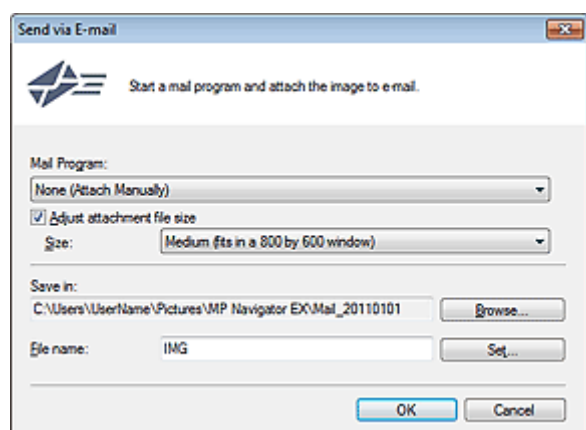 Send via E-mail
Start a mail program and attach the image to e-mail.
Mail Program:
None (Attach Manually)
Adjust attachment file size
Size: Medium (fits in a 800 by 600 window)
Save in:
C:\Users\UserName\Pictures\MP Navigator EX\Mail_20110101 Browse...
File name: IMG Set...
OK Cancel